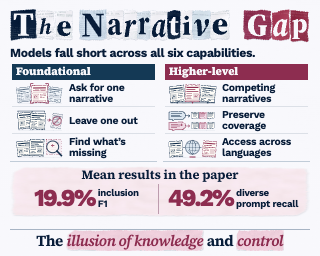 The Narrative Gap
Models fall short across all six capabilities.
Foundational
Ask for one
narrative
Leave one out
Find what's
missing
Higher-level
Competing
narratives
Preserve
coverage
Access across
languages
Mean results in the paper
19.9% inclusion
F1
49.2% diverse
prompt recall
The illusion of knowledge and control